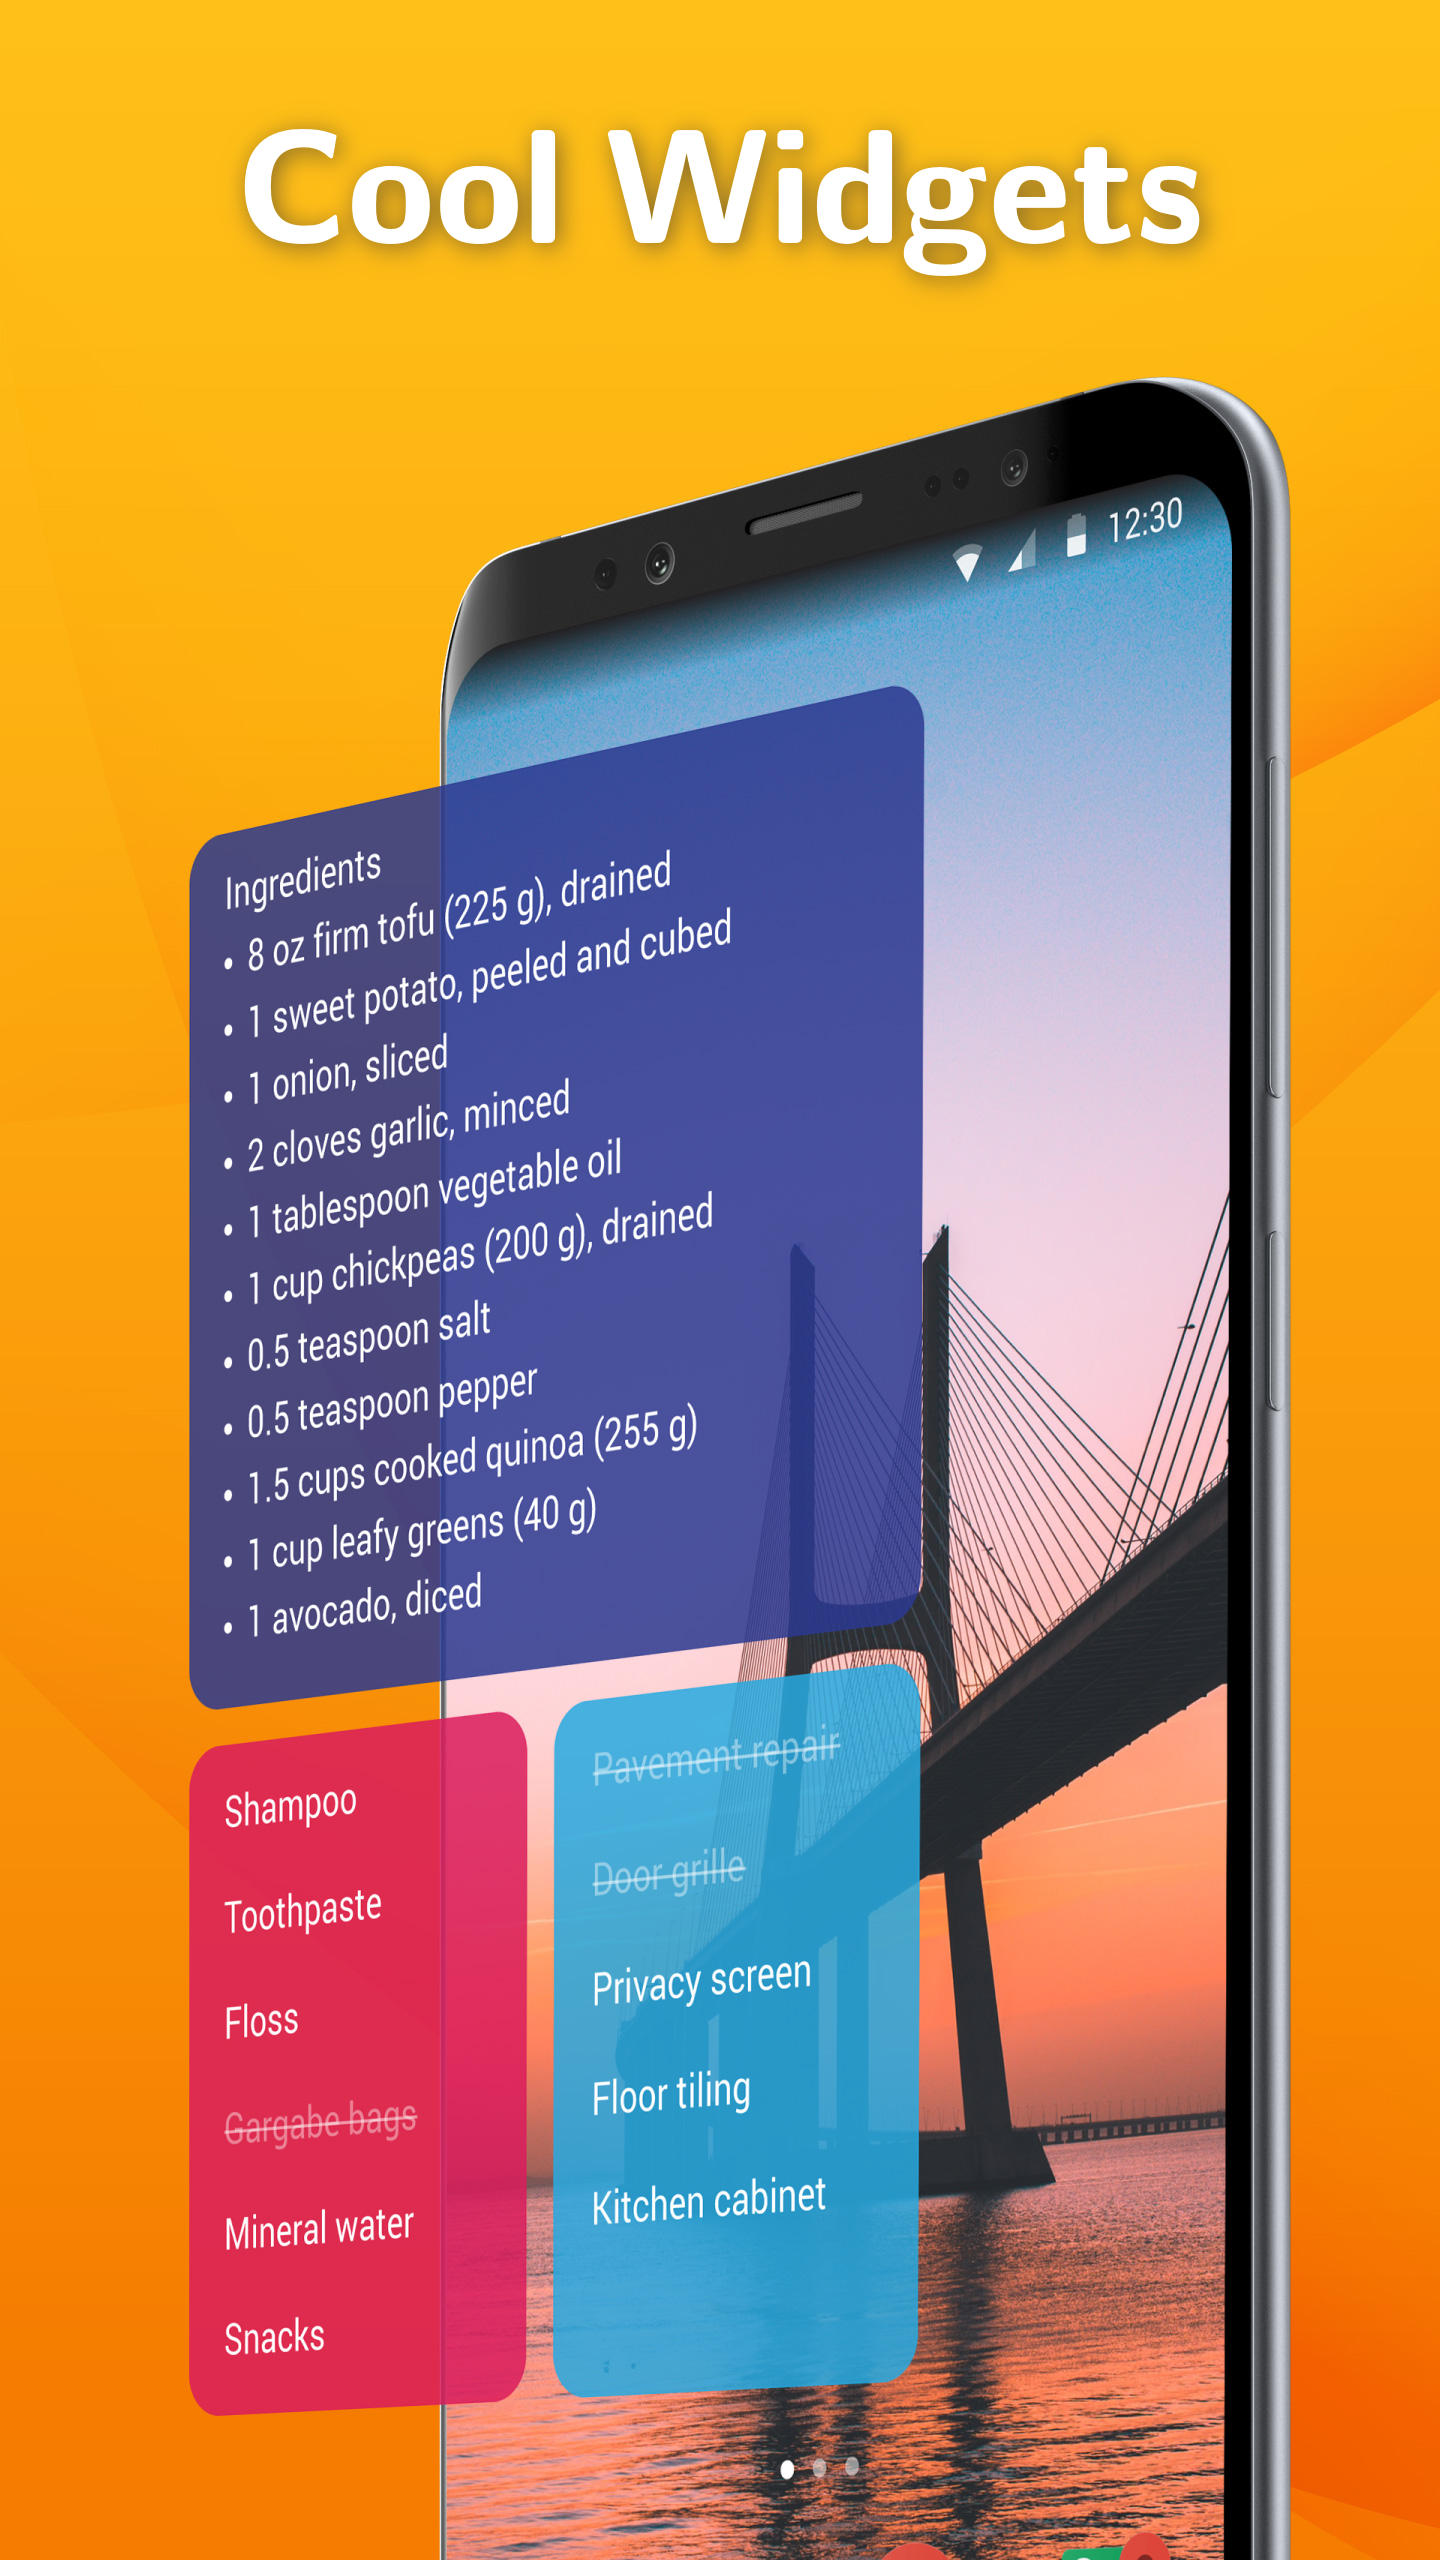 Cool Widgets
12:30
Ingredients
• 8 oz firm tofu (225 g), drained
• 1 sweet potato, peeled and cubed
• 1 onion, sliced
• 2 cloves garlic, minced
• 1 tablespoon vegetable oil
• 1 cup chickpeas (200 g), drained
• 0.5 teaspoon salt
• 0.5 teaspoon pepper
• 1.5 cups cooked quinoa (255 g)
• 1 cup leafy greens (40 g)
• 1 avocado, diced
Shampoo
Toothpaste
Floss
Gargabe bags
Mineral water
Snacks
Pavement repair
Door grille
Privacy screen
Floor tiling
Kitchen cabinet